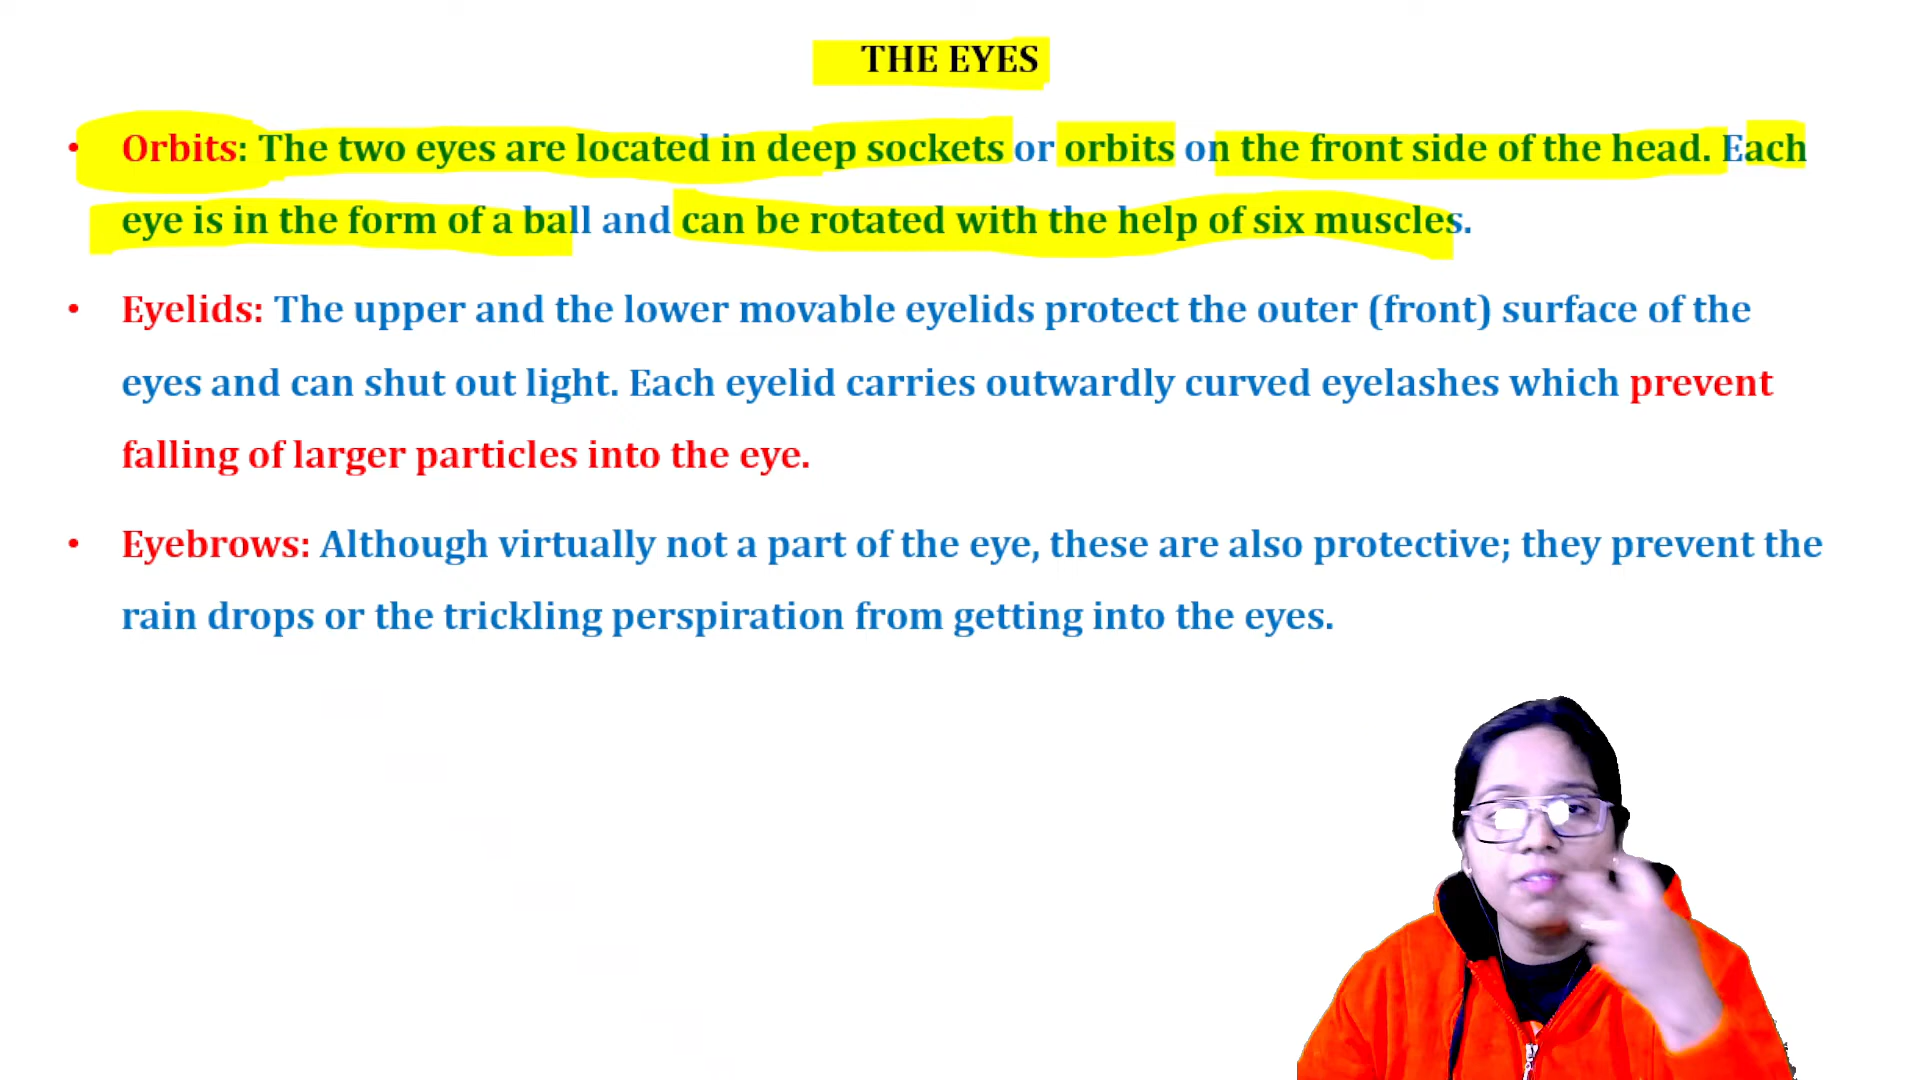 THE EYES
• Orbits: The two eyes are located in deep sockets or orbits on the front side of the head. Each
eye is in the form of a ball and can be rotated with the help of six muscles.
• Eyelids: The upper and the lower movable eyelids protect the outer (front) surface of the
eyes and can shut out light. Each eyelid carries outwardly curved eyelashes which prevent
falling of larger particles into the eye.
• Eyebrows: Although virtually not a part of the eye, these are also protective; they prevent the
rain drops or the trickling perspiration from getting into the eyes.